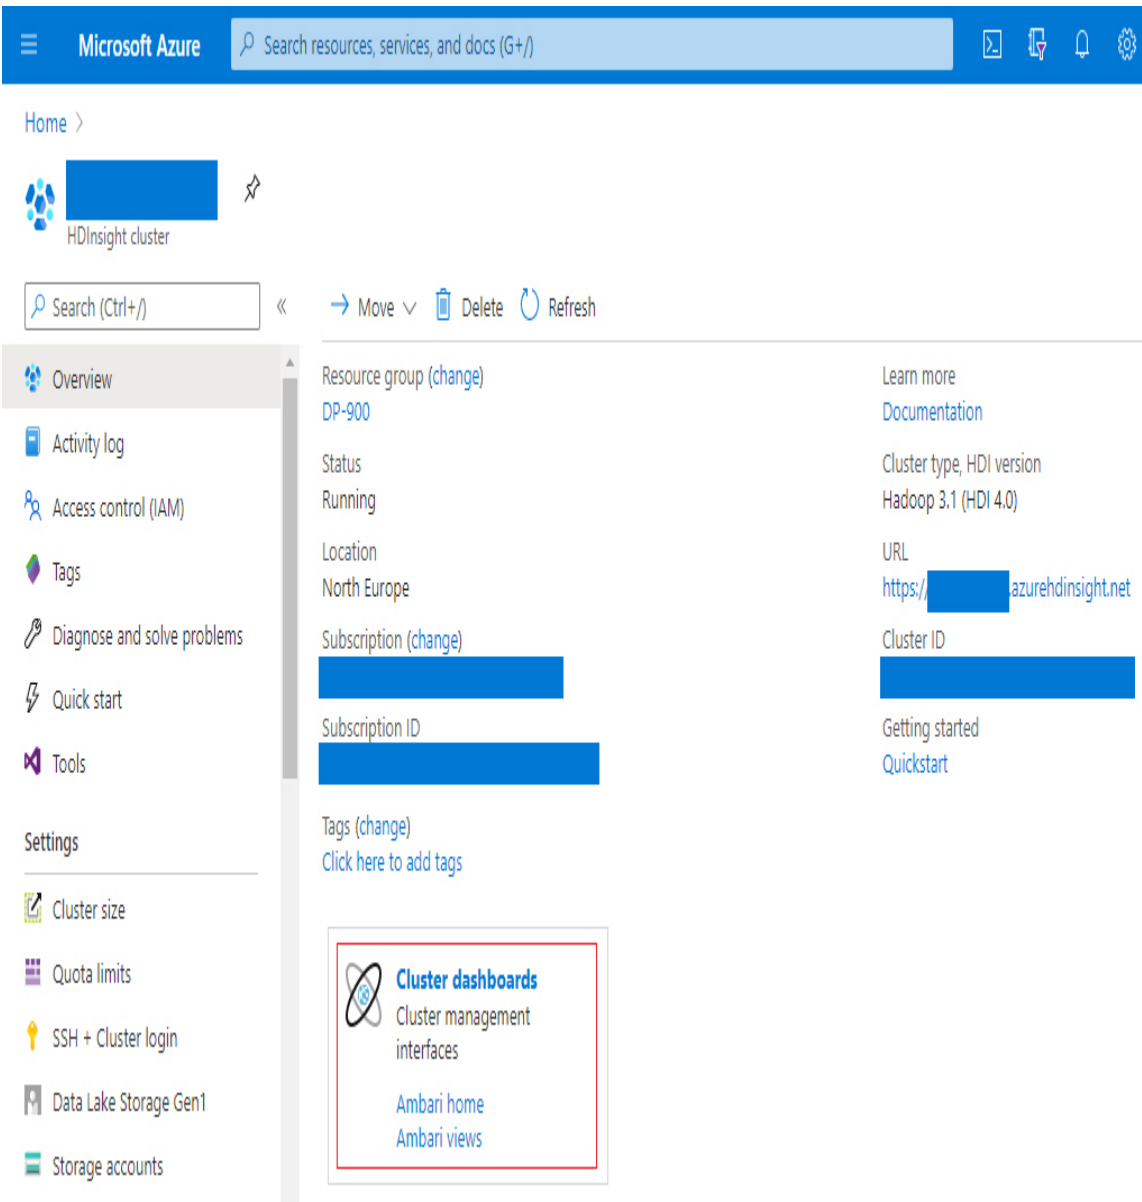 Microsoft Azure
Search resources, services, and docs (G+/)
Home >
HDInsight cluster
Search (Ctrl+/)
«
Move
Delete
Refresh
Overview
Activity log
Access control (IAM)
Tags
Diagnose and solve problems
Quick start
Tools
Settings
Cluster size
Quota limits
SSH + Cluster login
Data Lake Storage Gen1
Storage accounts
Resource group (change)
DP-900
Status
Running
Location
North Europe
Subscription (change)
Subscription ID
Tags (change)
Click here to add tags
Learn more
Documentation
Cluster type, HDI version
Hadoop 3.1 (HDI 4.0)
URL
https:// .azurehdinsight.net
Cluster ID
Getting started
Quickstart
Cluster dashboards
Cluster management
interfaces
Ambari home
Ambari views